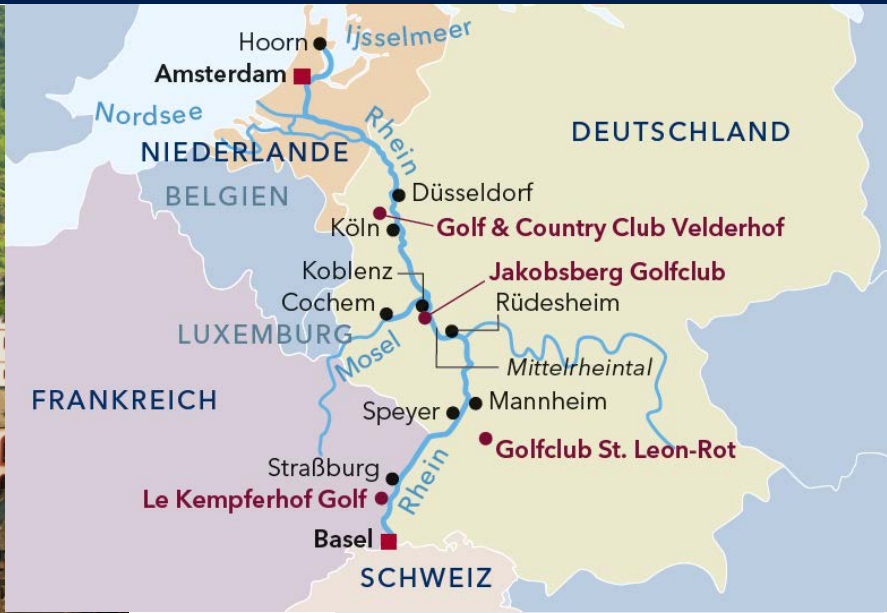 Hoorn
Ijsselmeer
Amsterdam
Nordsee
Rhein
DEUTSCHLAND
NIEDERLANDE
BELGIEN
Düsseldorf
Köln
Golf & Country Club Velderhof
Koblenz
Jakobsberg Golfclub
Cochem
Rüdesheim
LUXEMBURG
Mosel
Mittelrheintal
FRANKREICH
Speyer
Mannheim
Golfclub St. Leon-Rot
Straßburg
Rhein
Le Kempferhof Golf
Basel
SCHWEIZ